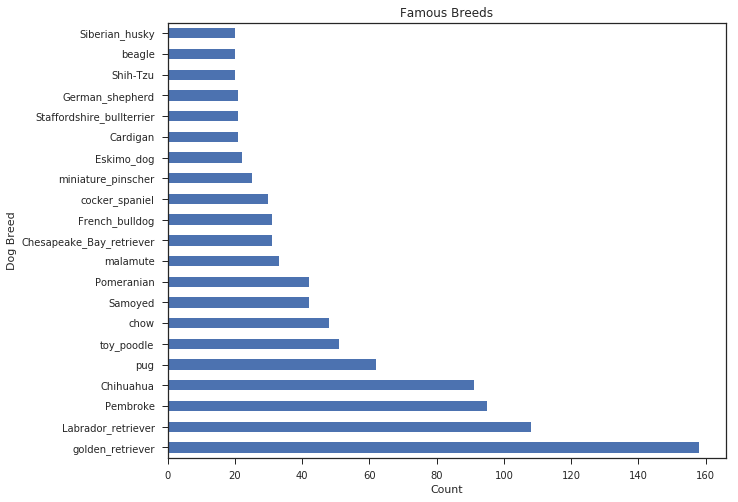 Famous Breeds
Siberian_husky
beagle
Shih-Tzu
German_shepherd
Staffordshire_bullterrier
Cardigan
Eskimo_dog
miniature_pinscher
cocker_spaniel
French_bulldog
Chesapeake_Bay_retriever
malamute
Pomeranian
Samoyed
chow
toy_poodle
pug
Chihuahua
Pembroke
Labrador_retriever
golden_retriever
Dog Breed
0 20 40 60 80 100 120 140 160
Count